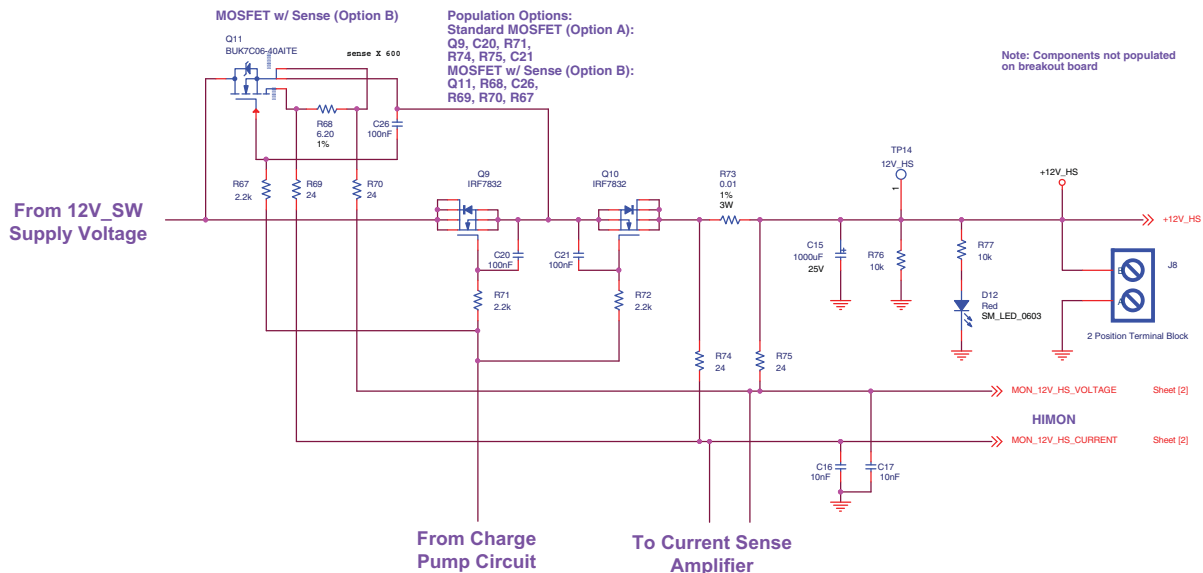 MOSFET w/ Sense (Option B)
Q11
BUK7C06-40AITE
sense X 600
Population Options:
Standard MOSFET (Option A):
Q9, C20, R71,
R74, R75, C21
MOSFET w/ Sense (Option B):
Q11, R68, C26,
R69, R70, R67
Note: Components not populated
on breakout board
R68
6.20
1%
C26
100nF
R67
2.2k
R69
24
R70
24
From 12V_SW
Supply Voltage
Q9
IRF7832
Q10
IRF7832
C20
100nF
C21
100nF
R71
2.2k
R72
2.2k
R73
0.01
1%
3W
TP14
12V_HS
1
+12V_HS
+12V_HS
C15
1000uF
25V
R76
10k
R77
10k
D12
Red
SM_LED_0603
J8
B
A
2 Position Terminal Block
R74
24
R75
24
MON_12V_HS_VOLTAGE
Sheet [2]
HIMON
MON_12V_HS_CURRENT
Sheet [2]
C16
10nF
C17
10nF
From Charge
Pump Circuit
To Current Sense
Amplifier